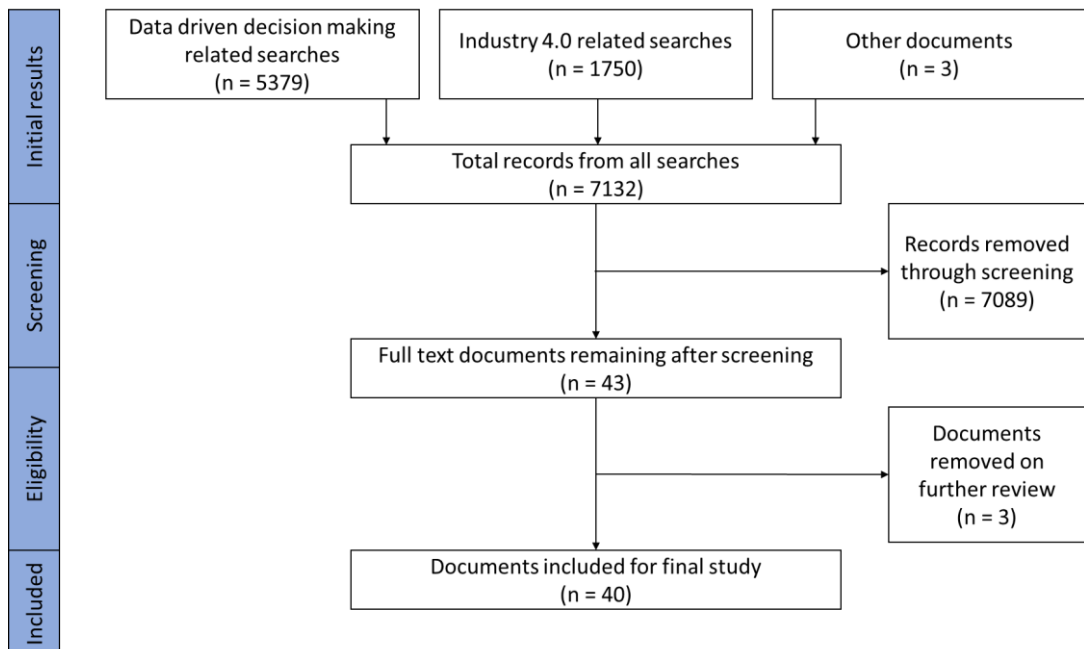 Initial results
Data driven decision making
related searches
(n = 5379)
Industry 4.0 related searches
(n = 1750)
Other documents
(n = 3)
Total records from all searches
(n = 7132)
Screening
Records removed
through screening
(n = 7089)
Full text documents remaining after screening
(n = 43)
Eligibility
Documents
removed on
further review
(n = 3)
Included
Documents included for final study
(n = 40)